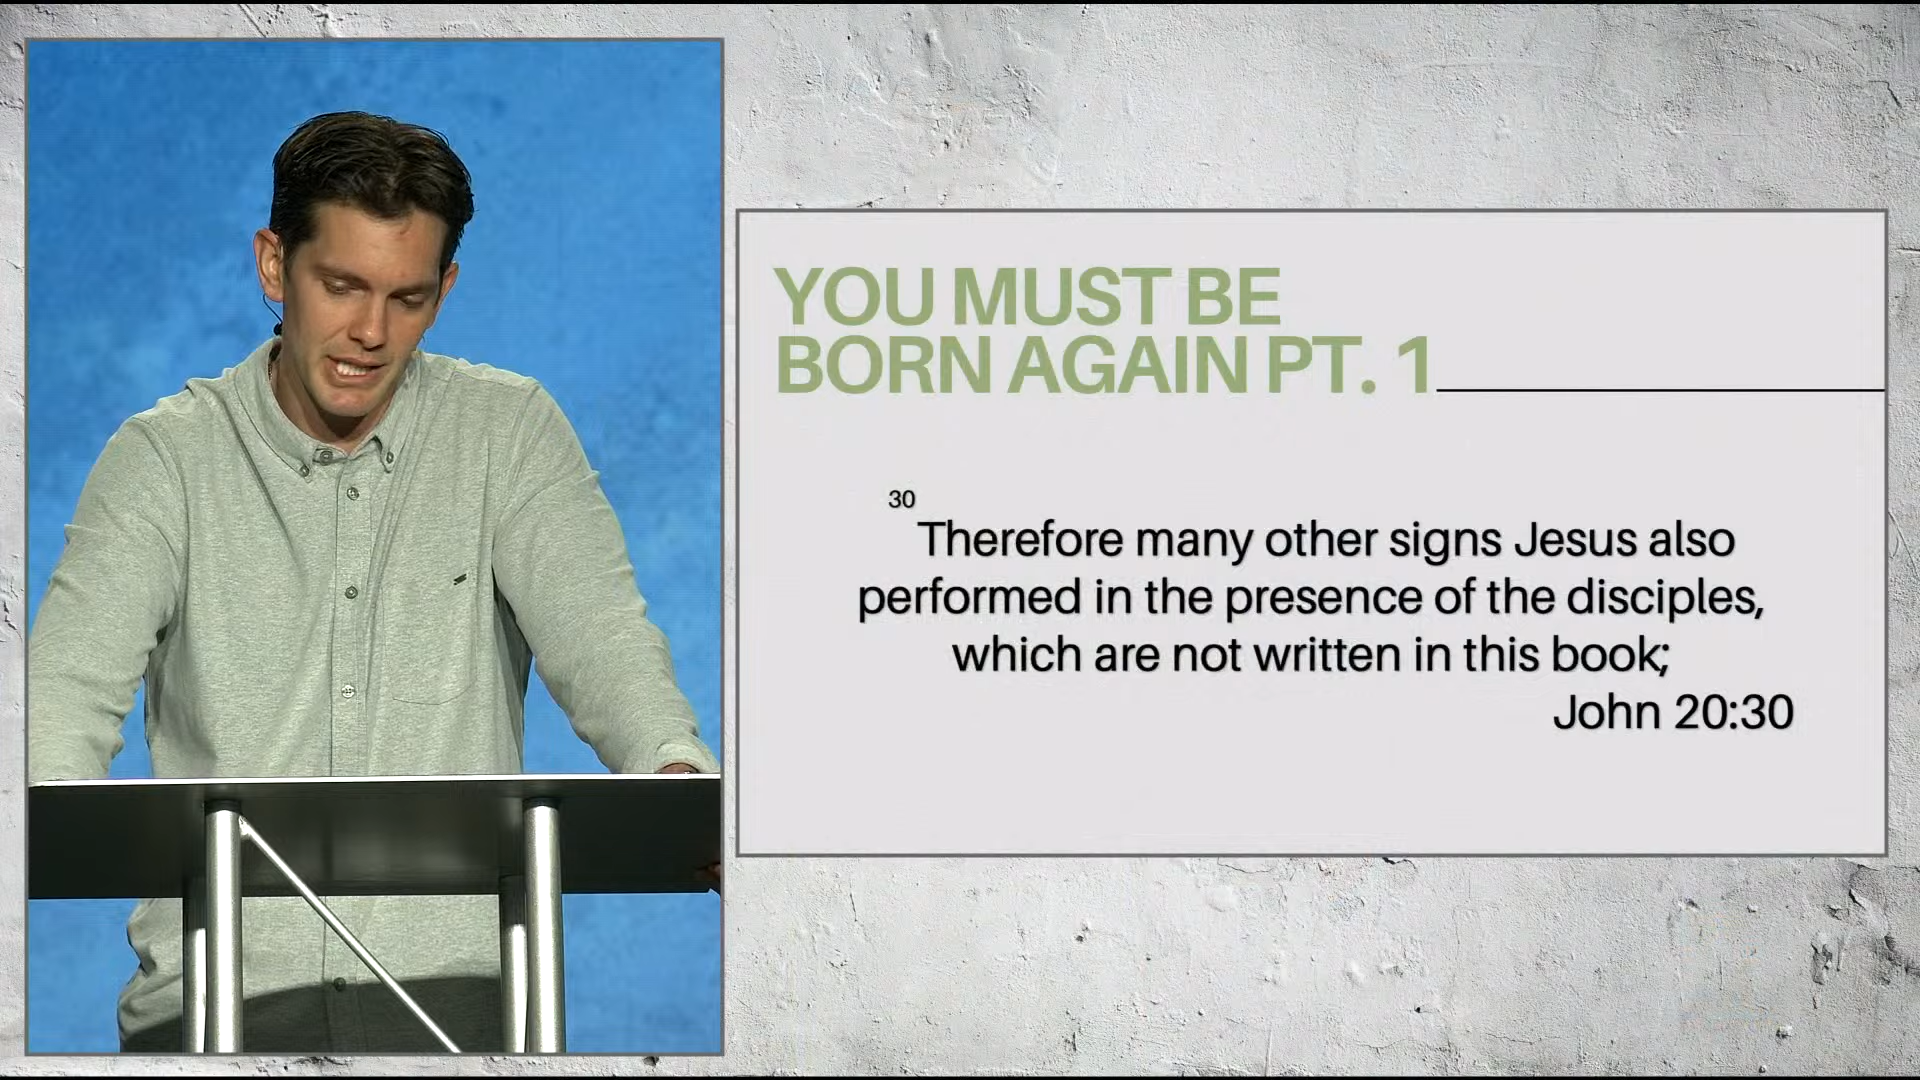 YOU MUST BE
BORN AGAIN PT. 1
30
Therefore many other signs Jesus also
performed in the presence of the disciples,
which are not written in this book;
John 20:30